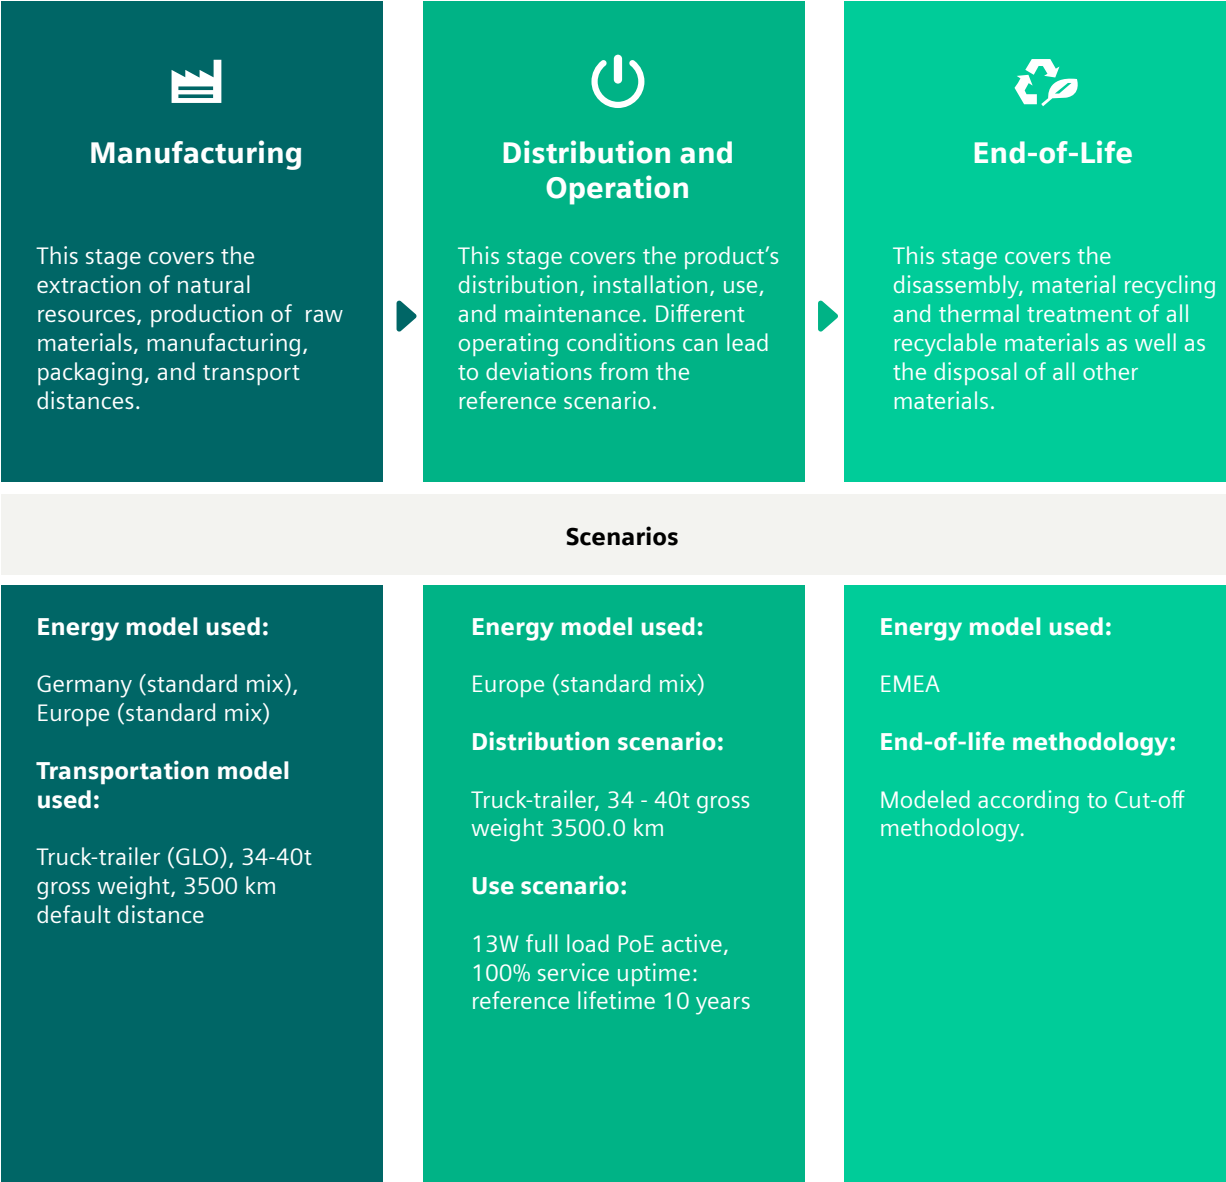 Manufacturing
This stage covers the
extraction of natural
resources, production of  raw
materials, manufacturing,
packaging, and transport
distances.
Distribution and
Operation
This stage covers the product’s
distribution, installation, use,
and maintenance. Different
operating conditions can lead
to deviations from the
reference scenario.
End-of-Life
This stage covers the
disassembly, material recycling
and thermal treatment of all
recyclable materials as well as
the disposal of all other
materials.
Scenarios
Energy model used:
Germany (standard mix),
Europe (standard mix)
Transportation model
used:
Truck-trailer (GLO), 34-40t
gross weight, 3500 km
default distance
Energy model used:
Europe (standard mix)
Distribution scenario:
Truck-trailer, 34 - 40t gross
weight 3500.0 km
Use scenario:
13W full load PoE active,
100% service uptime:
reference lifetime 10 years
Energy model used:
EMEA
End-of-life methodology:
Modeled according to Cut-off
methodology.